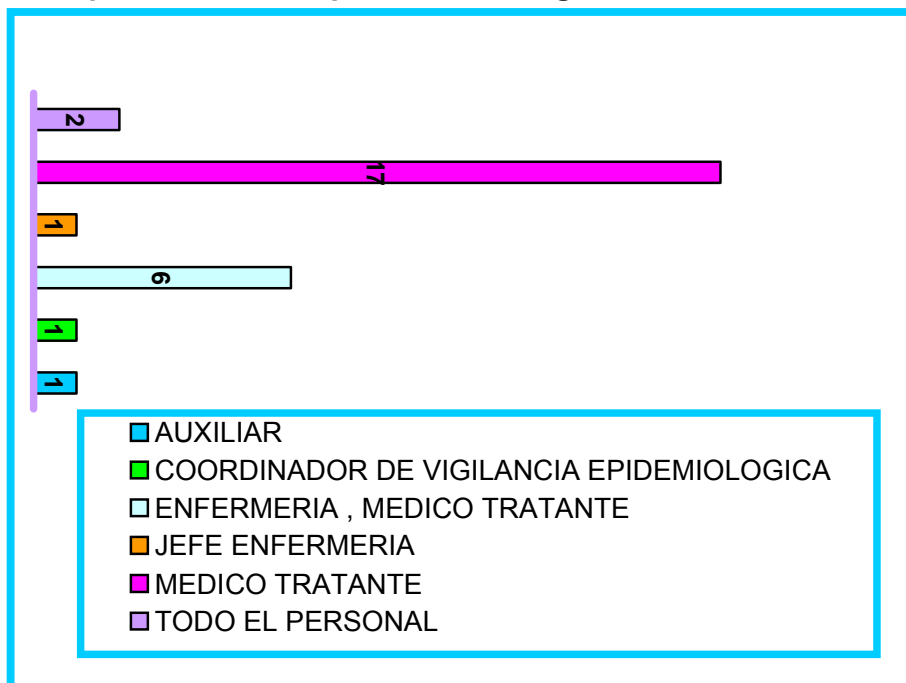 2
17
1
6
1
1
AUXILIAR
COORDINADOR DE VIGILANCIA EPIDEMIOLOGICA
ENFERMERIA , MEDICO TRATANTE
JEFE ENFERMERIA
MEDICO TRATANTE
TODO EL PERSONAL